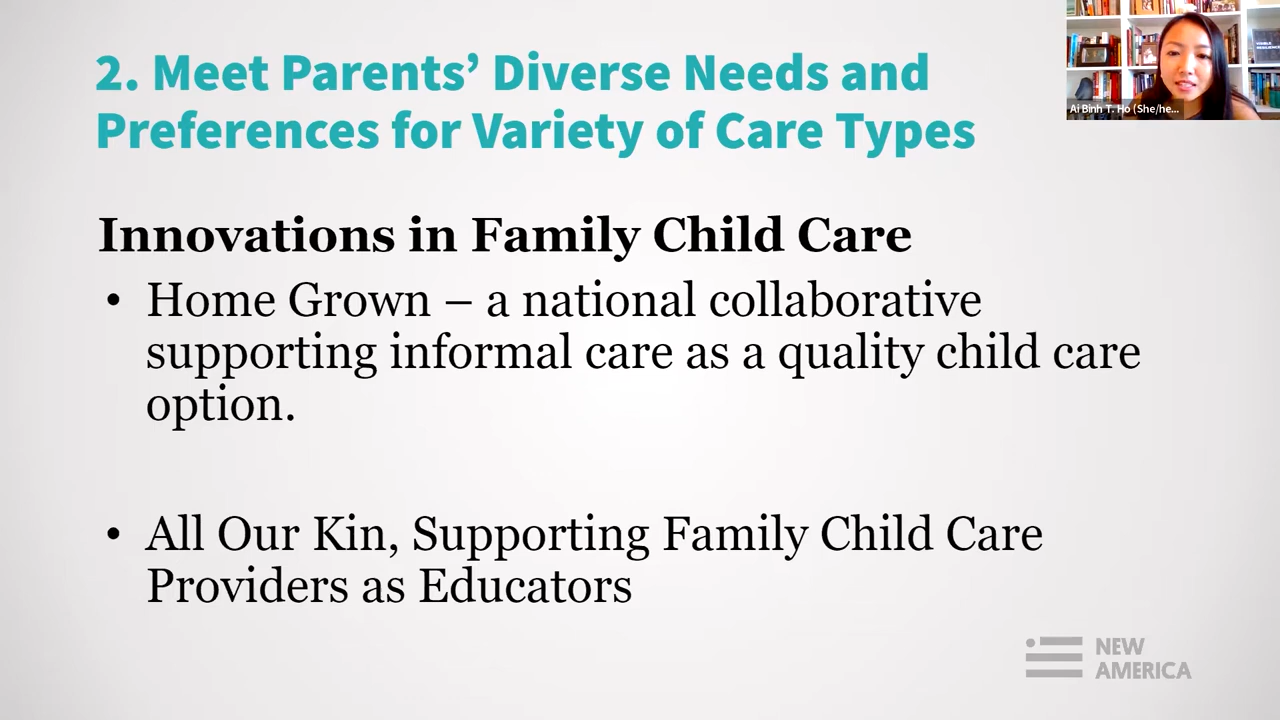 2. Meet Parents’ Diverse Needs and
Preferences for Variety of Care Types
Ai Binh T. Ho (She/he...
Innovations in Family Child Care
• Home Grown – a national collaborative
supporting informal care as a quality child care
option.
• All Our Kin, Supporting Family Child Care
Providers as Educators
NEW
AMERICA